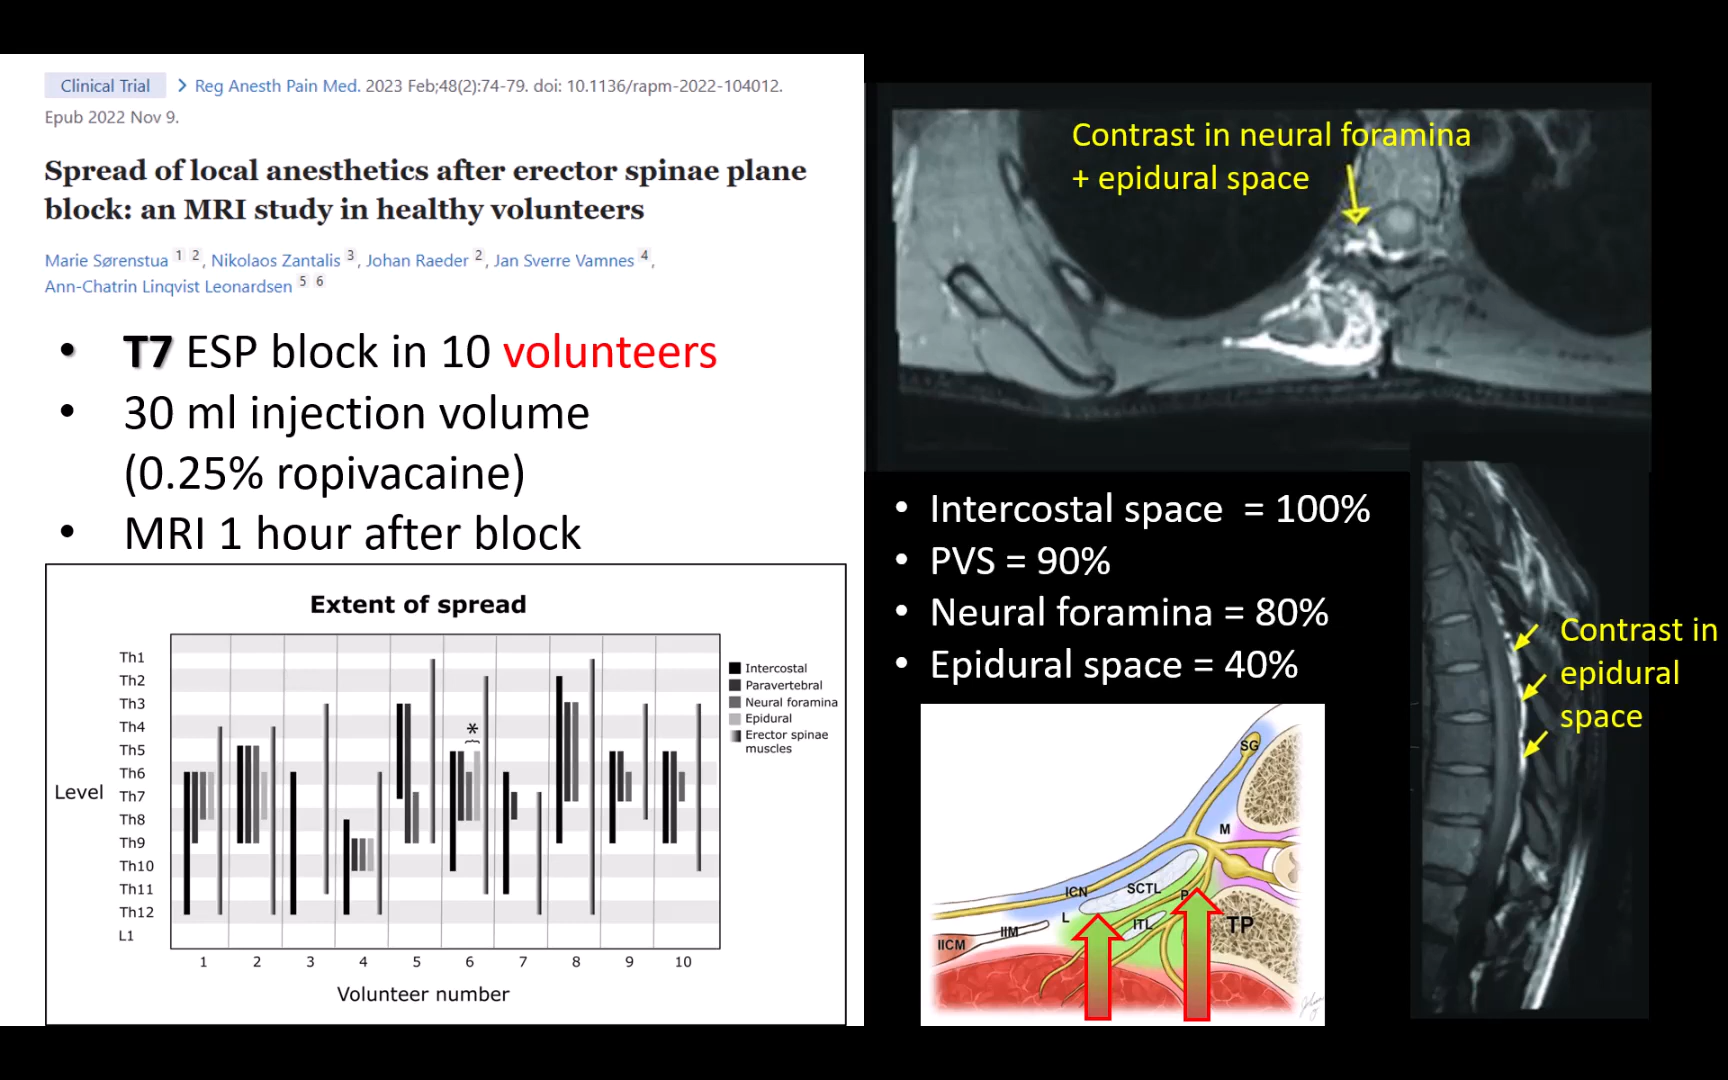 Clinical Trial > Reg Anesth Pain Med. 2023 Feb;48(2):74-79. doi: 10.1136/rapm-2022-104012.
Epub 2022 Nov 9.
Spread of local anesthetics after erector spinae plane
block: an MRI study in healthy volunteers
Marie Sørenstua 1 2, Nikolaos Zantalis 3, Johan Raeder 2, Jan Sverre Vamnes 4,
Ann-Chatrin Linqvist Leonardsen 5 6
• T7 ESP block in 10 volunteers
• 30 ml injection volume
(0.25% ropivacaine)
• MRI 1 hour after block
Extent of spread
Level
Th1
Th2
Th3
Th4
Th5
Th6
Th7
Th8
Th9
Th10
Th11
Th12
L1
*
Intercostal
Paravertebral
Neural foramina
Epidural
Erector spinae
muscles
1 2 3 4 5 6 7 8 9 10
Volunteer number
Contrast in neural foramina
+ epidural space
• Intercostal space = 100%
• PVS = 90%
• Neural foramina = 80%
• Epidural space = 40%
Contrast in
epidural
space
SG
M
ICN
SCTL
P
L
ITL
TP
IIM
IICM